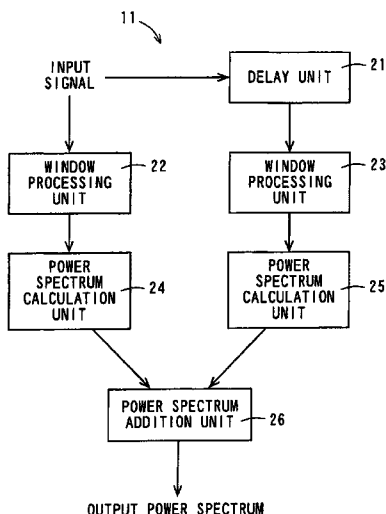 11
INPUT
SIGNAL
DELAY UNIT
21
WINDOW
PROCESSING
UNIT
22
WINDOW
PROCESSING
UNIT
23
POWER
SPECTRUM
CALCULATION
UNIT
24
POWER
SPECTRUM
CALCULATION
UNIT
25
POWER SPECTRUM
ADDITION UNIT
26
OUTPUT POWER SPECTRUM